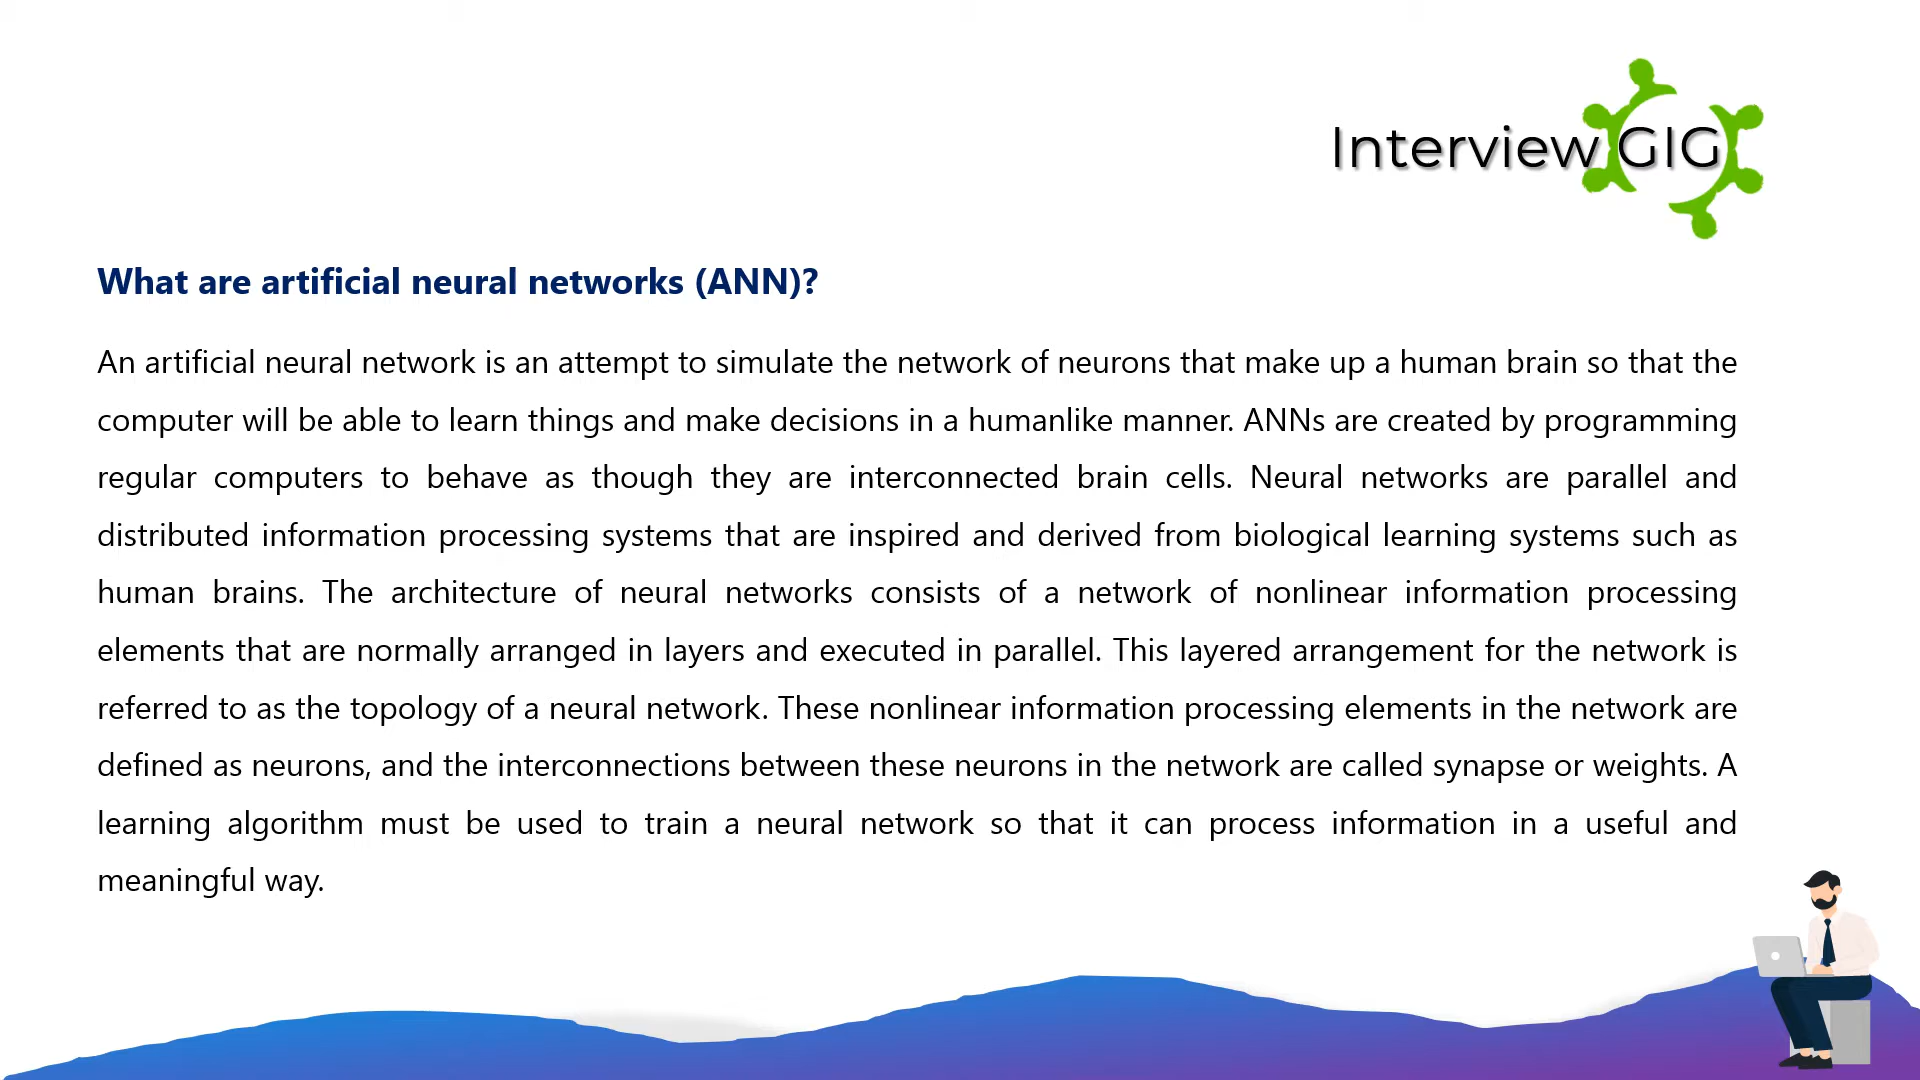 Interview GIG
What are artificial neural networks (ANN)?
An artificial neural network is an attempt to simulate the network of neurons that make up a human brain so that the
computer will be able to learn things and make decisions in a humanlike manner. ANNs are created by programming
regular computers to behave as though they are interconnected brain cells. Neural networks are parallel and
distributed information processing systems that are inspired and derived from biological learning systems such as
human brains. The architecture of neural networks consists of a network of nonlinear information processing
elements that are normally arranged in layers and executed in parallel. This layered arrangement for the network is
referred to as the topology of a neural network. These nonlinear information processing elements in the network are
defined as neurons, and the interconnections between these neurons in the network are called synapse or weights. A
learning algorithm must be used to train a neural network so that it can process information in a useful and
meaningful way.